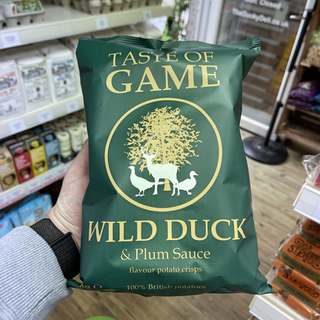 TASTE OF
GAME
WILD DUCK
& Plum Sauce
flavour potato crisps
100% British potatoes